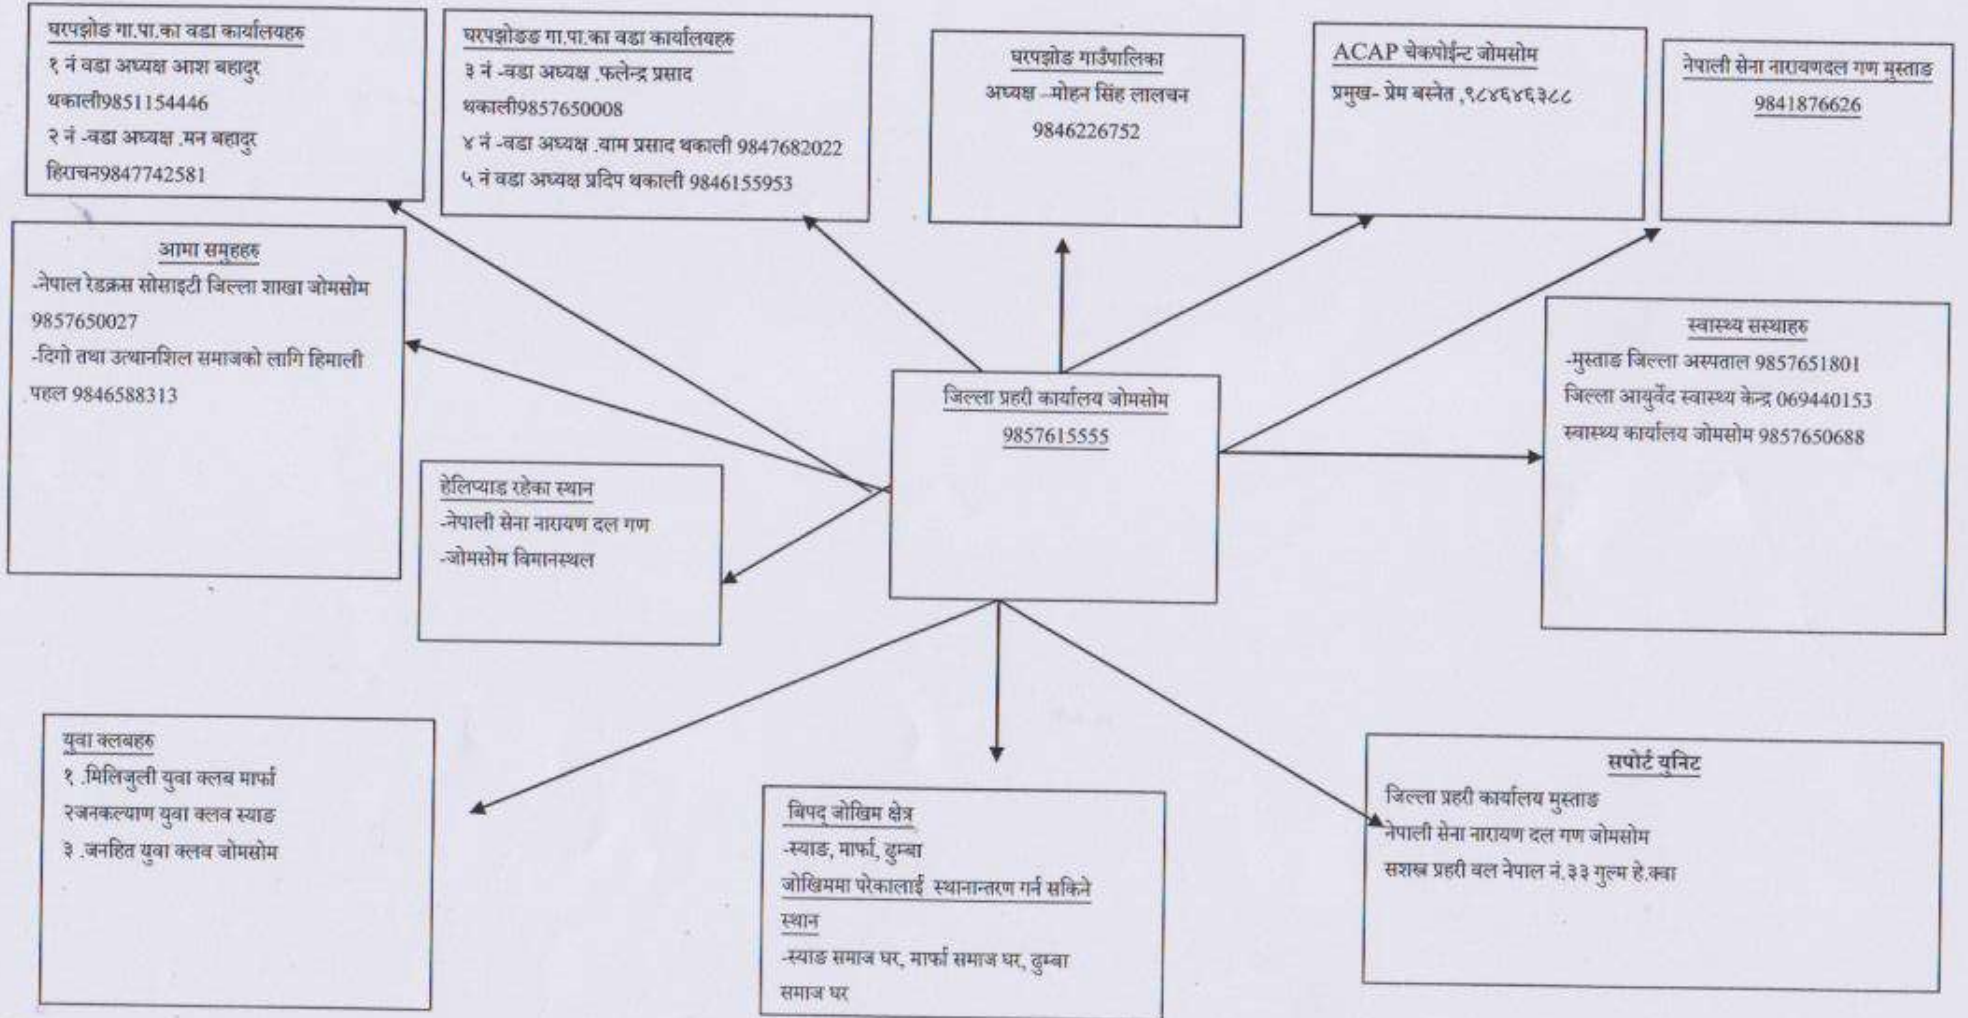 घरपझोङ गा.पा.का वडा कार्यालयहरु
१ नं वडा अध्यक्ष आश बहादुर
थकाली9851154446
२ नं -वडा अध्यक्ष .मन बहादुर
हिराचन9847742581
घरपझोङङ गा.पा.का वडा कार्यालयहरु
३ नं -वडा अध्यक्ष .फलेन्द्र प्रसाद
थकाली9857650008
४ नं -वडा अध्यक्ष .याम प्रसाद थकाली 9847682022
५ नं वडा अध्यक्ष प्रदिप थकाली 9846155953
घरपझोङ गाउँपालिका
अध्यक्ष –मोहन सिंह लालचन
9846226752
ACAP चेकपोईन्ट जोमसोम
प्रमुख- प्रेम बस्नेत ,९८४६४६३८८
नेपाली सेना नारायणदल गण मुस्ताङ
9841876626
आमा समुहहरु
-नेपाल रेडक्रस सोसाइटी जिल्ला शाखा जोमसोम
9857650027
-दिगो तथा उत्थानशिल समाजको लागि हिमाली
पहल 9846588313
स्वास्थ्य सस्थाहरु
-मुस्ताङ जिल्ला अस्पताल 9857651801
जिल्ला आयुर्वेद स्वास्थ्य केन्द्र 069440153
स्वास्थ्य कार्यालय जोमसोम 9857650688
जिल्ला प्रहरी कार्यालय जोमसोम
9857615555
हेलिप्याड रहेका स्थान
-नेपाली सेना नारायण दल गण
-जोमसोम विमानस्थल
युवा क्लबहरु
१ .मिलिजुली युवा क्लब मार्फा
२जनकल्याण युवा क्लव स्याङ
३ .जनहित युवा क्लव जोमसोम
बिपद् जोखिम क्षेत्र
-स्याङ, मार्फा, ढुम्बा
जोखिममा परेकालाई स्थानान्तरण गर्न सकिने
स्थान
-स्याङ समाज घर, मार्फा समाज घर, ढुम्बा
समाज घर
सपोर्ट युनिट
जिल्ला प्रहरी कार्यालय मुस्ताङ
नेपाली सेना नारायण दल गण जोमसोम
सशस्त्र प्रहरी वल नेपाल नं.३३ गुल्म हे.क्वा